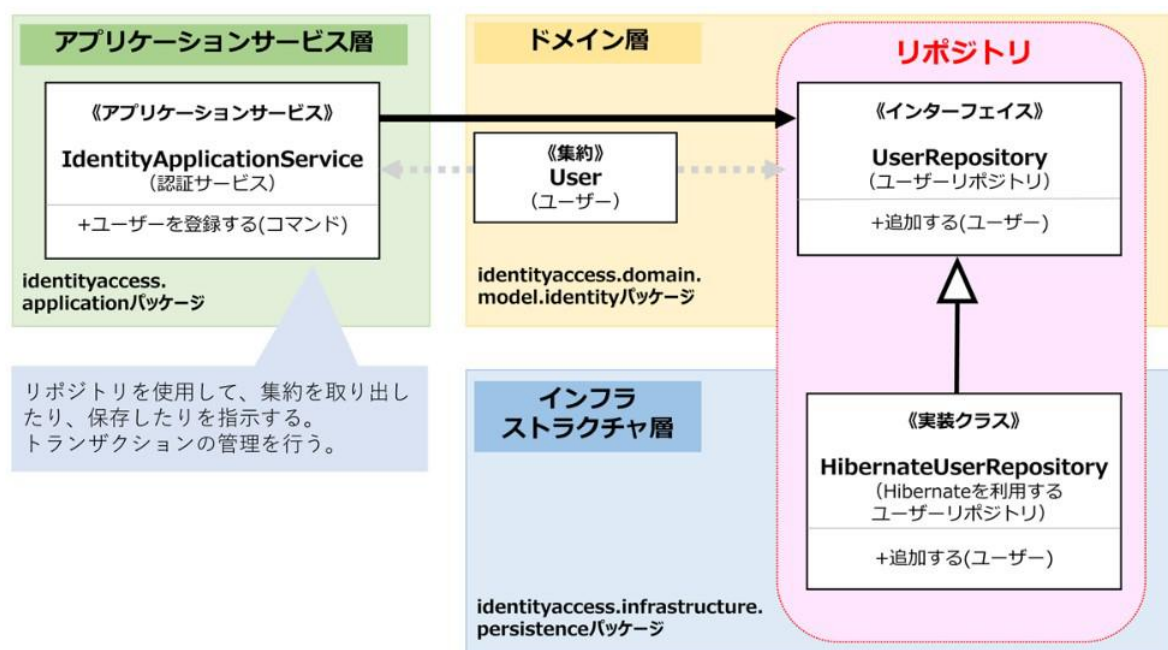 アプリケーションサービス層
《アプリケーションサービス》
IdentityApplicationService
（認証サービス）
+ユーザーを登録する(コマンド)
identityaccess.
applicationパッケージ
リポジトリを使用して、集約を取り出し
たり、保存したりを指示する。
トランザクションの管理を行う。
ドメイン層
《集約》
User
（ユーザー）
identityaccess.domain.
model.identityパッケージ
リポジトリ
《インターフェイス》
UserRepository
（ユーザーリポジトリ）
+追加する(ユーザー)
インフラ
ストラクチャ層
《実装クラス》
HibernateUserRepository
（Hibernateを利用する
ユーザーリポジトリ）
+追加する(ユーザー)
identityaccess.infrastructure.
persistenceパッケージ